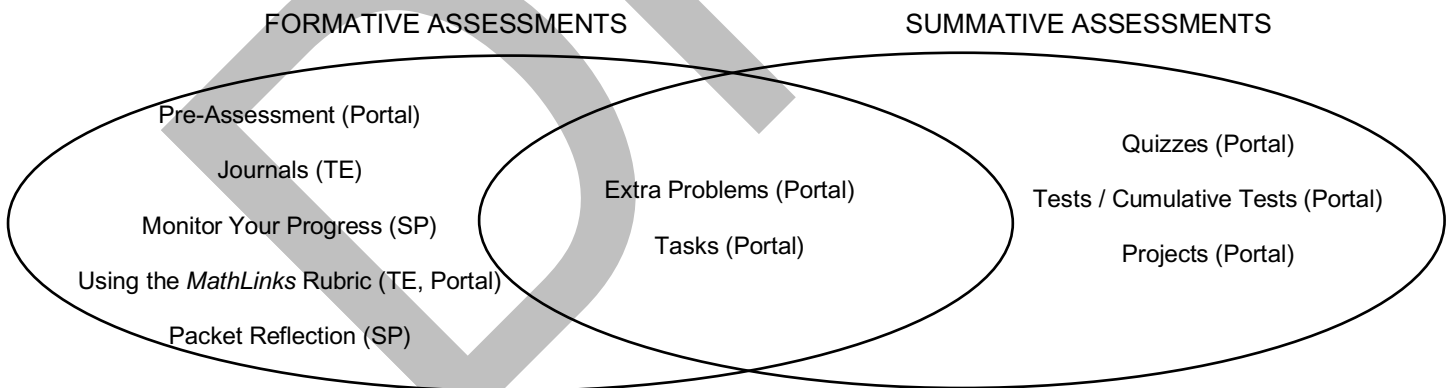 FORMATIVE ASSESSMENTS
SUMMATIVE ASSESSMENTS
Pre-Assessment (Portal)
Journals (TE)
Monitor Your Progress (SP)
Using the MathLinks Rubric (TE, Portal)
Packet Reflection (SP)
Extra Problems (Portal)
Tasks (Portal)
Quizzes (Portal)
Tests / Cumulative Tests (Portal)
Projects (Portal)